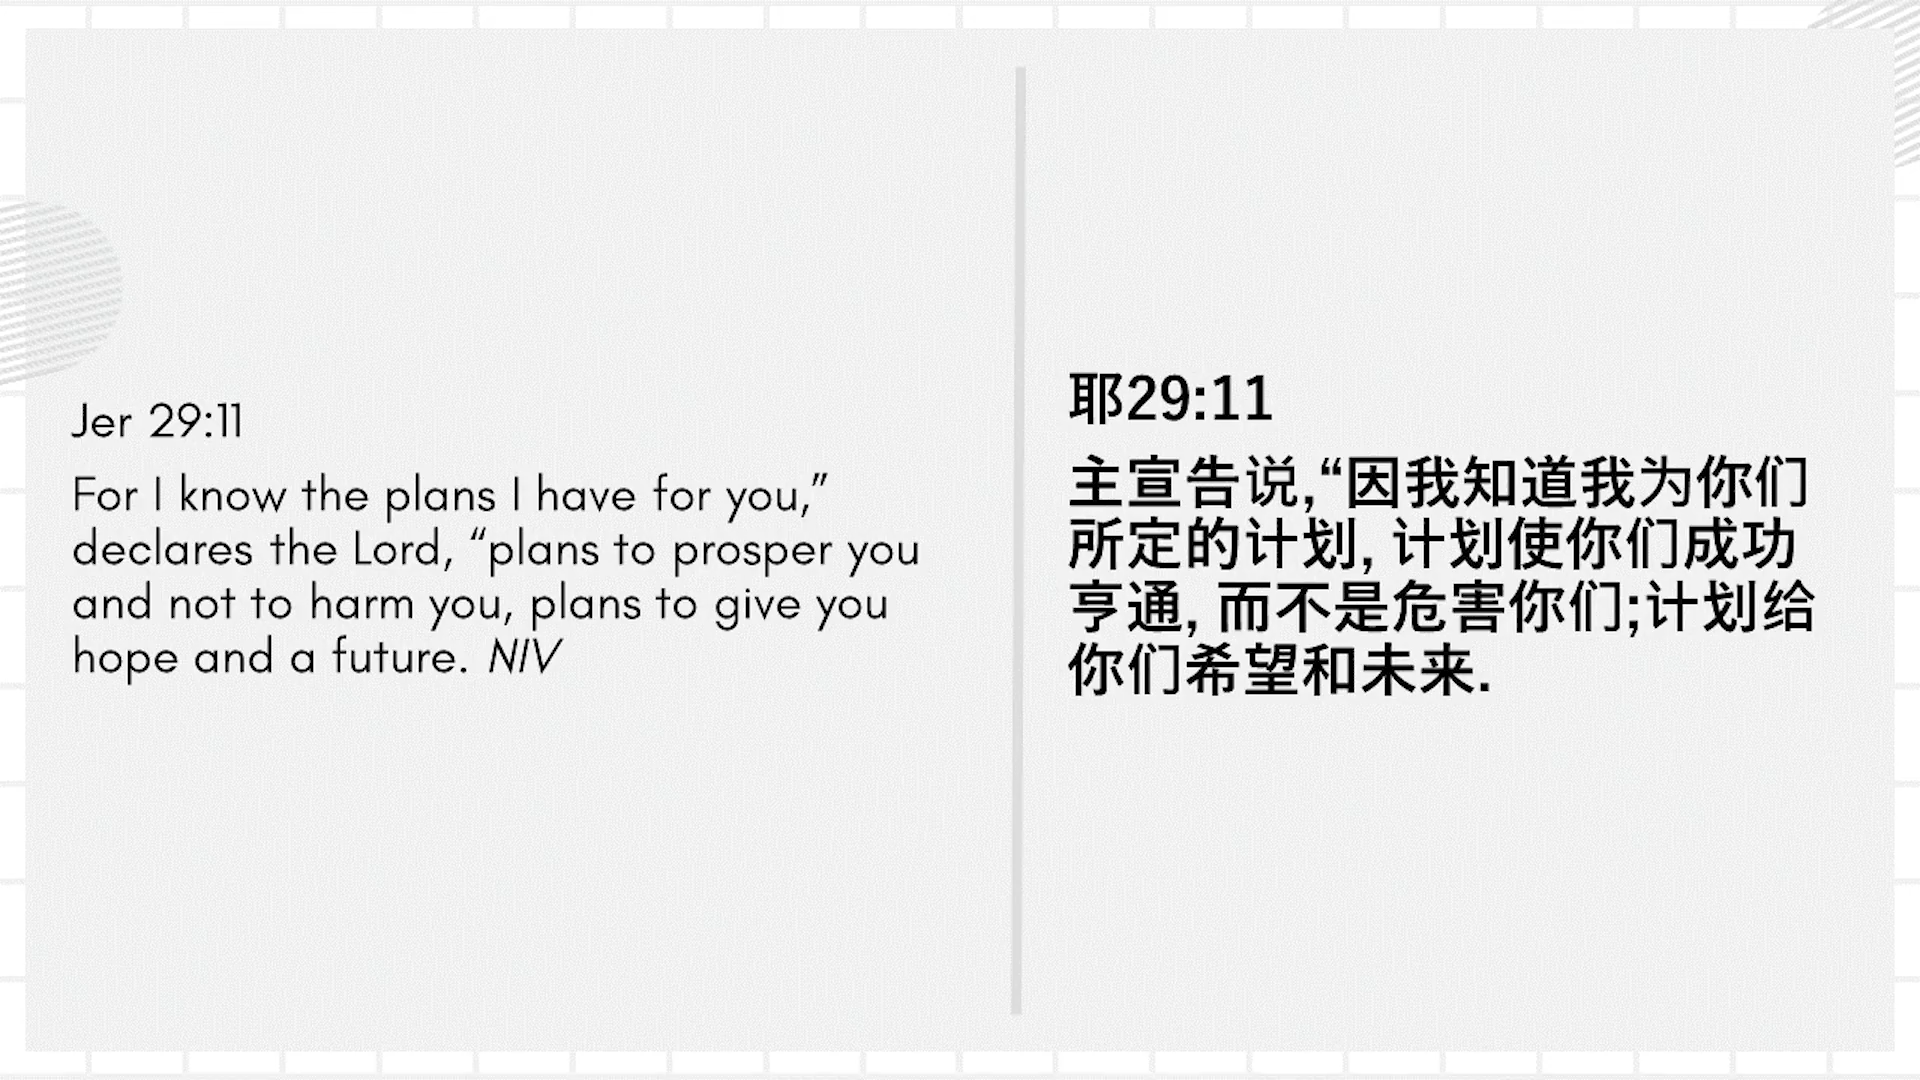 Jer 29:11
For I know the plans I have for you,”
declares the Lord, “plans to prosper you
and not to harm you, plans to give you
hope and a future. NIV
耶29:11
主宣告说,“因我知道我为你们
所定的计划, 计划使你们成功
亨通, 而不是危害你们;计划给
你们希望和未来.